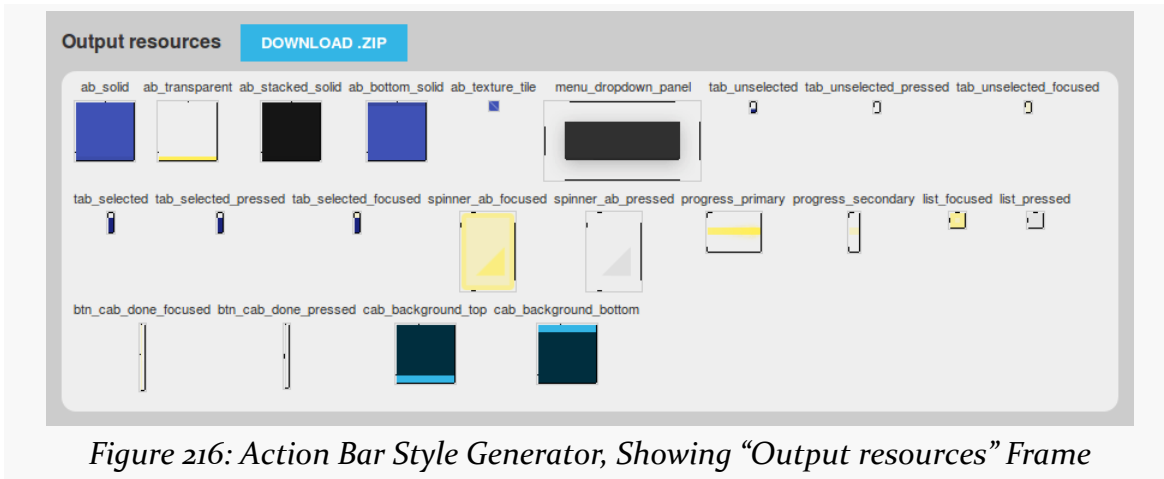 Output resources DOWNLOAD .ZIP
ab_solid ab_transparent ab_stacked_solid ab_bottom_solid ab_texture_tile menu_dropdown_panel tab_unselected tab_unselected_pressed tab_unselected_focused
tab_selected tab_selected_pressed tab_selected_focused spinner_ab_focused spinner_ab_pressed progress_primary progress_secondary list_focused list_pressed
btn_cab_done_focused btn_cab_done_pressed cab_background_top cab_background_bottom
Figure 216: Action Bar Style Generator, Showing “Output resources” Frame